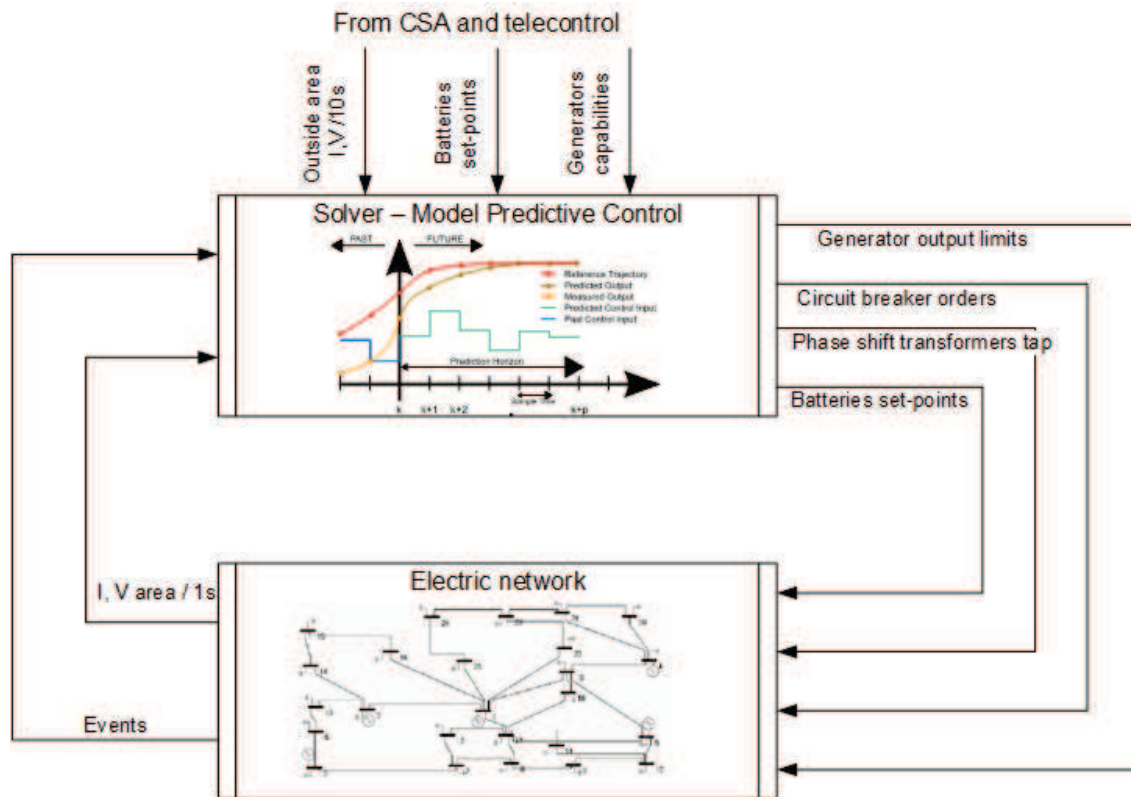 From CSA and telecontrol
Outside area
I,V /10s
Batteries
set-points
Generators
capabilities
Solver – Model Predictive Control
PAST
FUTURE
Reference Trajectory
Predicted Output
Measured Output
Predicted Control Input
Past Control Input
Prediction Horizon
k
k+1
k+2
k+p
Generator output limits
Circuit breaker orders
Phase shift transformers tap
Batteries set-points
I, V area / 1s
Events
Electric network